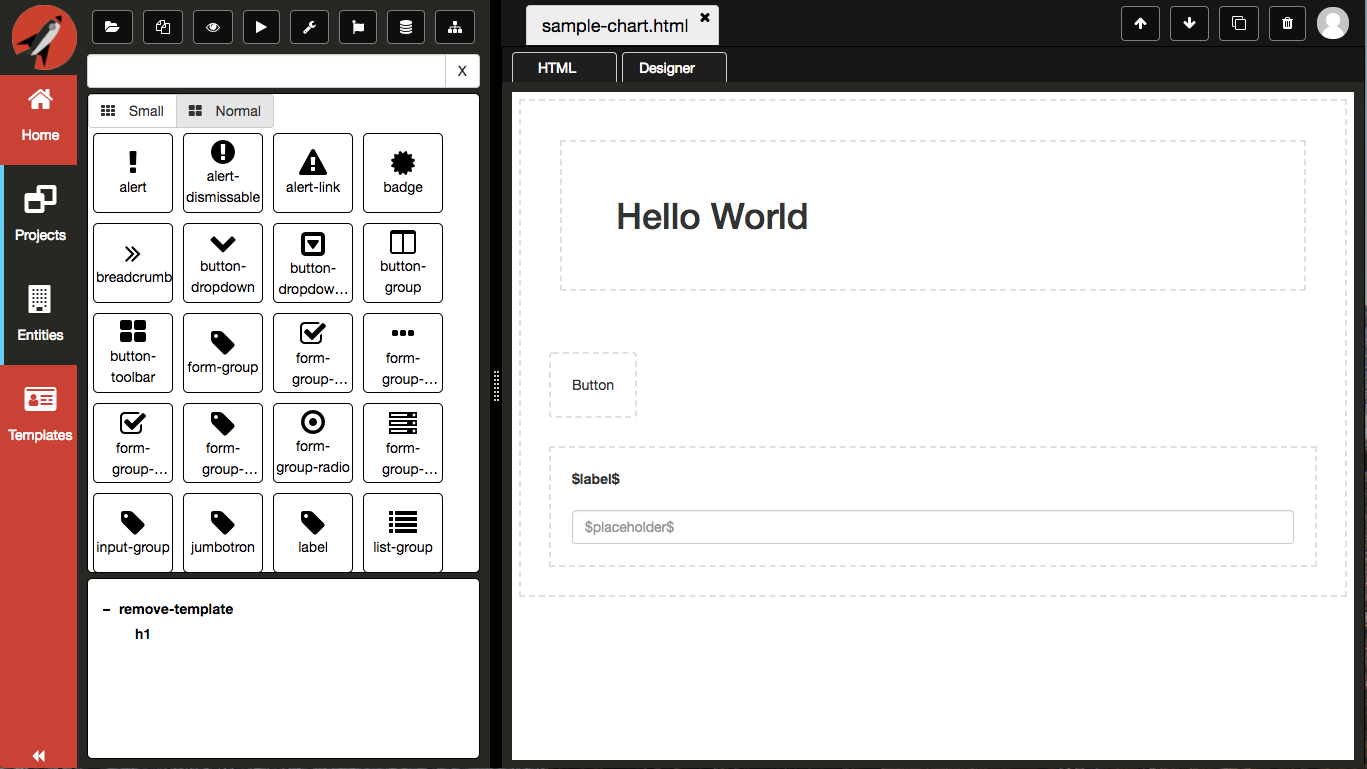 sample-chart.html
HTML
Designer
X
Small
Normal
Home
Projects
Entities
Templates
alert
alert-
dismissable
alert-link
badge
breadcrumb
button-
dropdown
button-
dropdow...
button-
group
button-
toolbar
form-group
form-
group-...
form-
group-...
form-
group-...
form-
group-...
form-
group-radio
form-
group-...
input-group
jumbotron
label
list-group
– remove-template
h1
Hello World
Button
$label$
$placeholder$